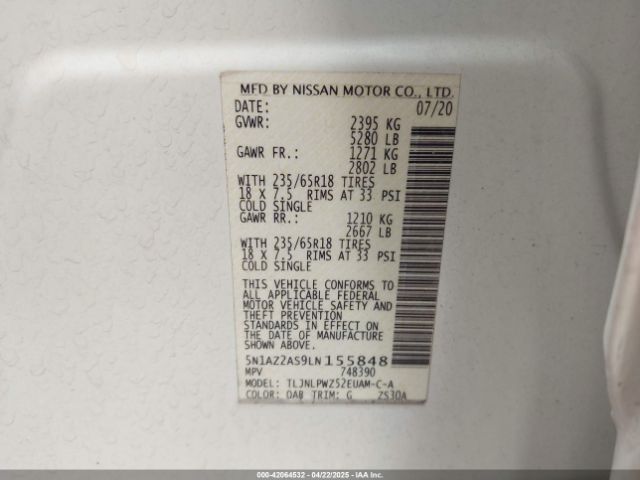 MFD BY NISSAN MOTOR CO., LTD.
DATE: 07/20
GVWR: 2395 KG
5280 LB
GAWR FR.: 1271 KG
2802 LB
WITH 235/65R18 TIRES
18 X 7.5 RIMS AT 33 PSI
COLD SINGLE
GAWR RR.: 1210 KG
2667 LB
WITH 235/65R18 TIRES
18 X 7.5 RIMS AT 33 PSI
COLD SINGLE
THIS VEHICLE CONFORMS TO
ALL APPLICABLE FEDERAL
MOTOR VEHICLE SAFETY AND
THEFT PREVENTION
STANDARDS IN EFFECT ON
THE DATE OF MANUFACTURE
SHOWN ABOVE.
5N1AZ2AS9LN155848
MPV 748390
MODEL: TLJNLPWZ52EUAM-C-A
COLOR: QAB TRIM: G ZS30A
000-42064532 - 04/22/2025 - IAAC